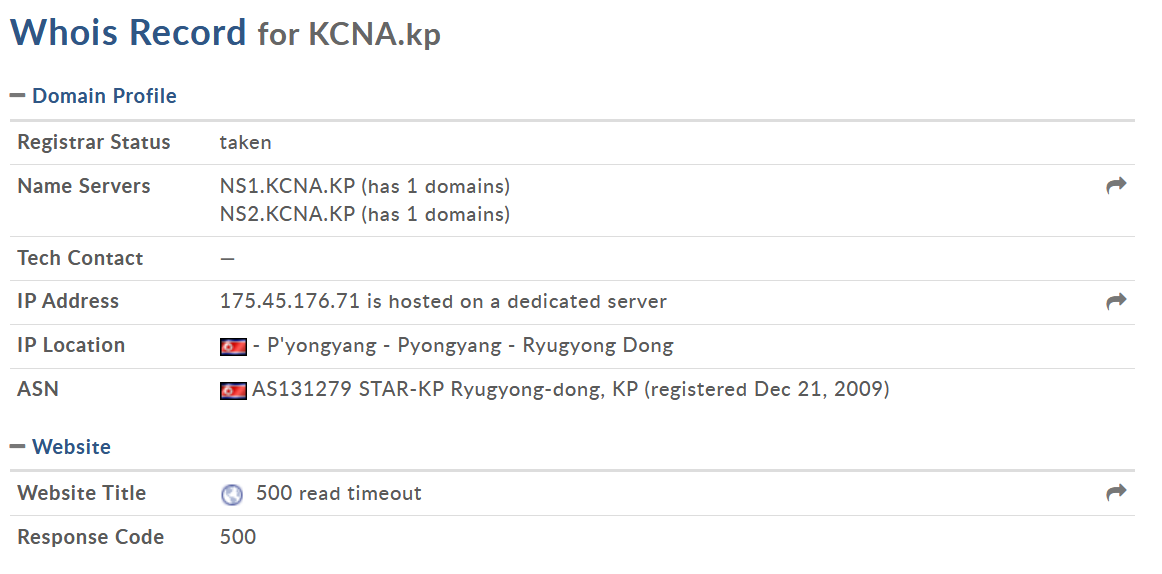 Whois Record for KCNA.kp
Domain Profile
Registrar Status taken
Name Servers NS1.KCNA.KP (has 1 domains)
NS2.KCNA.KP (has 1 domains)
Tech Contact —
IP Address 175.45.176.71 is hosted on a dedicated server
IP Location - P'yongyang - Pyongyang - Ryugyong Dong
ASN AS131279 STAR-KP Ryugyong-dong, KP (registered Dec 21, 2009)
Website
Website Title 500 read timeout
Response Code 500